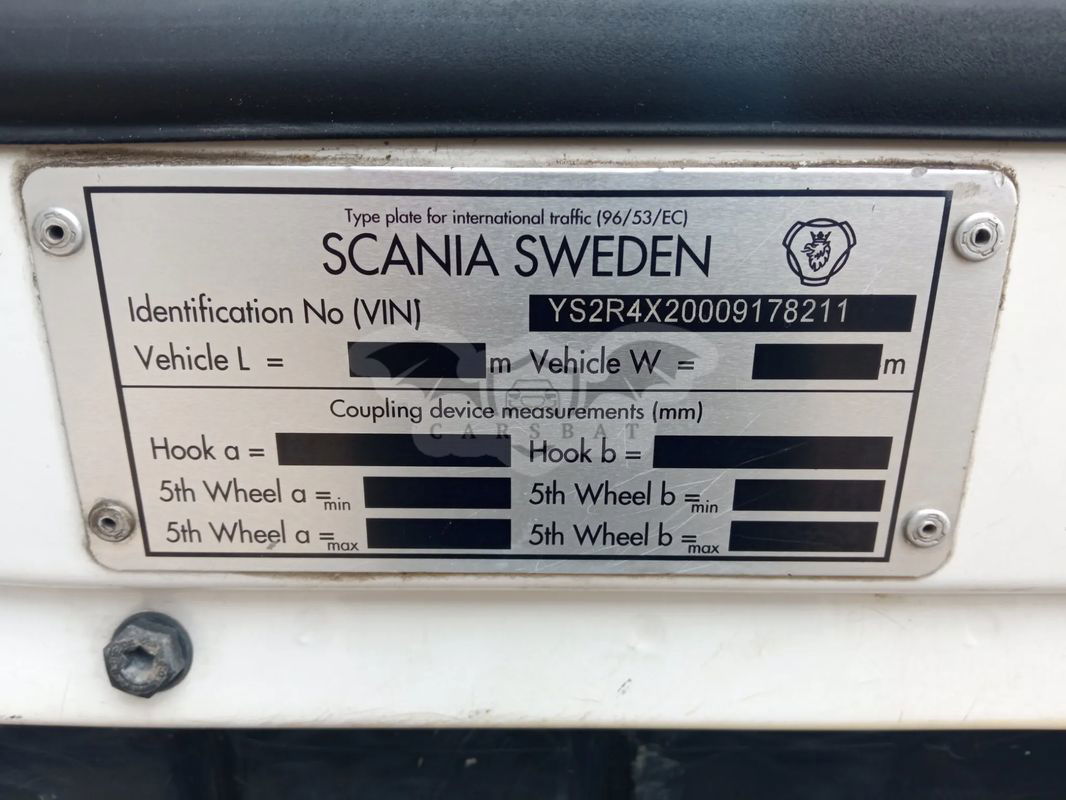 Type plate for international traffic (96/53/EC)
SCANIA SWEDEN
Identification No (VIN) YS2R4X20009178211
Vehicle L = m Vehicle W = m
Coupling device measurements (mm)
CARSBAT
Hook a = Hook b =
5th Wheel a =min 5th Wheel b =min
5th Wheel a =max 5th Wheel b =max